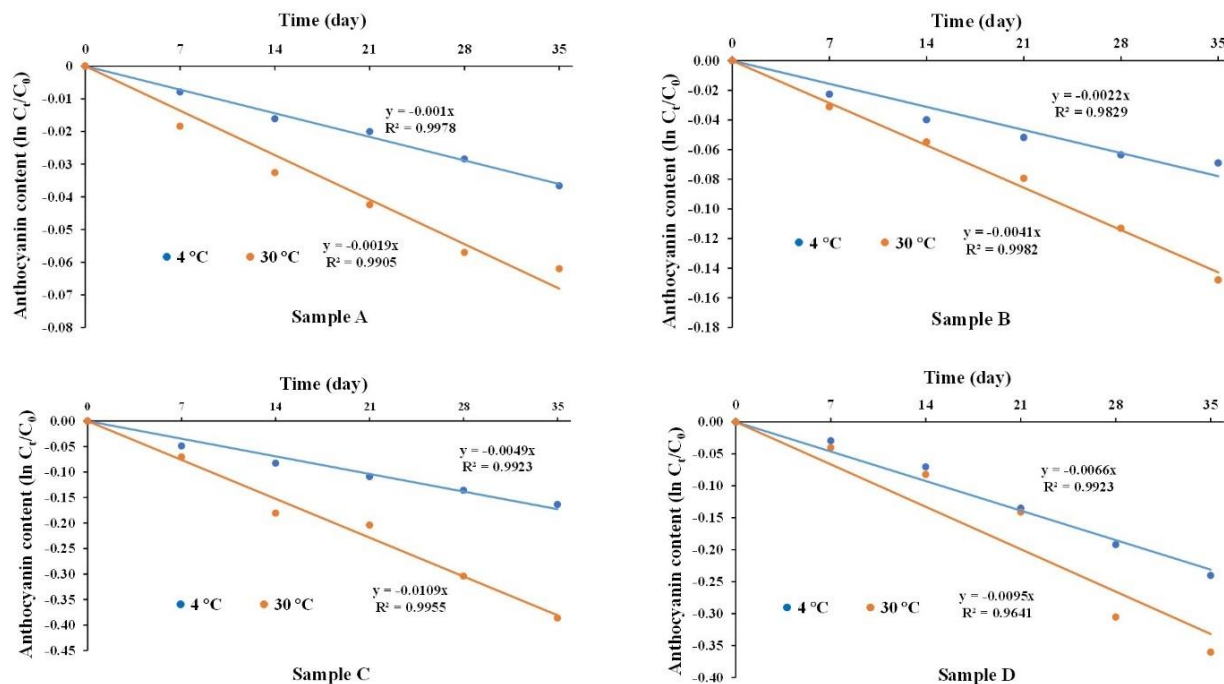 Time (day)
0 7 14 21 28 35
Anthocyanin content (ln Cₜ/C₀)
0
-0.01
-0.02
-0.03
-0.04
-0.05
-0.06
-0.07
-0.08
y = -0.001x
R² = 0.9978
4 °C 30 °C
y = -0.0019x
R² = 0.9905
Sample A
Time (day)
0 7 14 21 28 35
Anthocyanin content (ln Cₜ/C₀)
0.00
-0.02
-0.04
-0.06
-0.08
-0.10
-0.12
-0.14
-0.16
-0.18
y = -0.0022x
R² = 0.9829
4 °C 30 °C
y = -0.0041x
R² = 0.9982
Sample B
Time (day)
0 7 14 21 28 35
Anthocyanin content (ln Cₜ/C₀)
0.00
-0.05
-0.10
-0.15
-0.20
-0.25
-0.30
-0.35
-0.40
-0.45
y = -0.0049x
R² = 0.9923
4 °C 30 °C
y = -0.0109x
R² = 0.9955
Sample C
Time (day)
0 7 14 21 28 35
Anthocyanin content (ln Cₜ/C₀)
0.00
-0.05
-0.10
-0.15
-0.20
-0.25
-0.30
-0.35
-0.40
y = -0.0066x
R² = 0.9923
4 °C 30 °C
y = -0.0095x
R² = 0.9641
Sample D